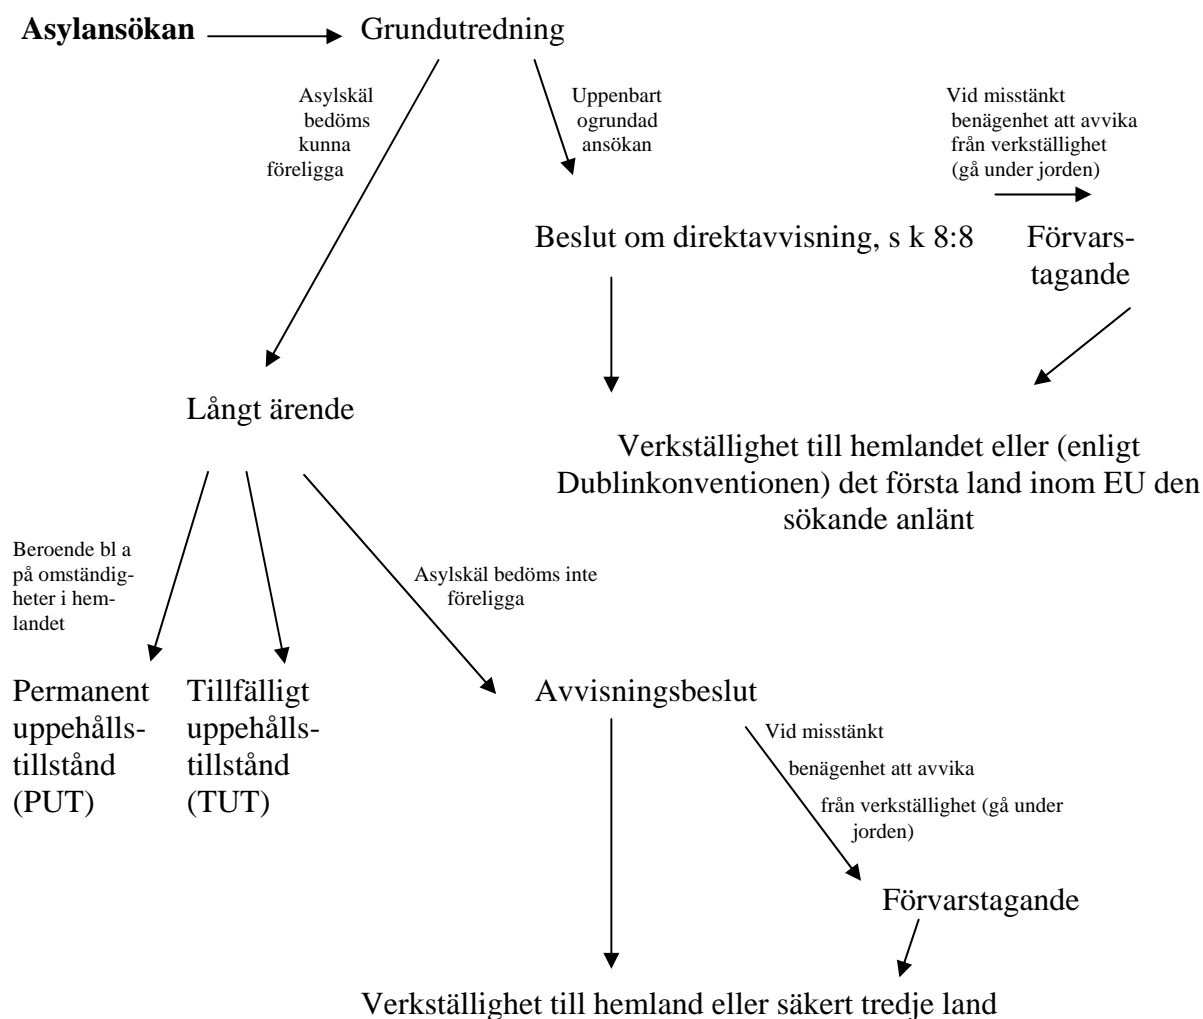 Asylansökan
Grundutredning
Asylskäl
bedöms
kunna
föreligga
Uppenbart
ogrundad
ansökan
Vid misstänkt
benägenhet att avvika
från verkställighet
(gå under jorden)
Beslut om direktavvisning, s k 8:8
Förvars-
tagande
Långt ärende
Verkställighet till hemlandet eller (enligt
Dublinkonventionen) det första land inom EU den
sökande anlänt
Beroende bl a
på omständig-
heter i hem-
landet
Asylskäl bedöms inte
föreligga
Permanent
uppehålls-
tillstånd
(PUT)
Tillfälligt
uppehålls-
tillstånd
(TUT)
Avvisningsbeslut
Vid misstänkt
benägenhet att avvika
från verkställighet (gå under
jorden)
Förvarstagande
Verkställighet till hemland eller säkert tredje land